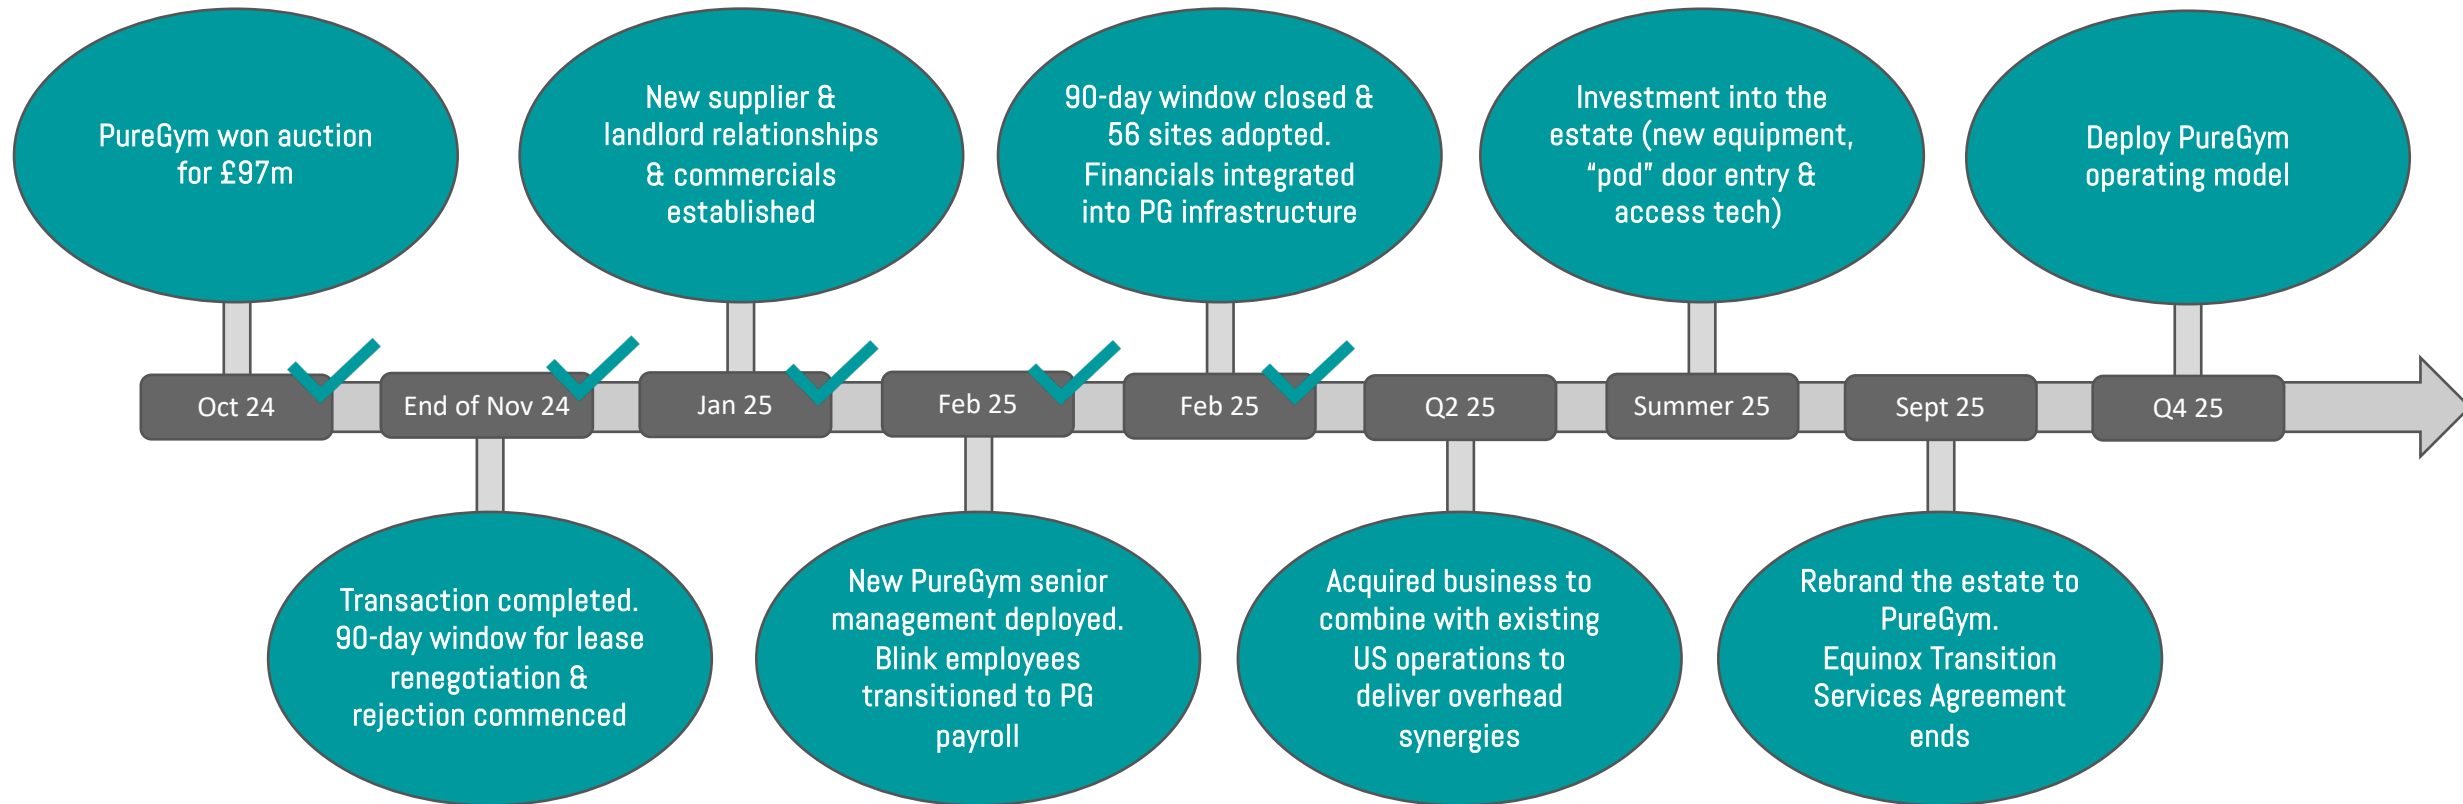 PureGym won auction
for £97m
New supplier &
landlord relationships
& commercials
established
90-day window closed &
56 sites adopted.
Financials integrated
into PG infrastructure
Investment into the
estate (new equipment,
“pod” door entry &
access tech)
Deploy PureGym
operating model
Oct 24
End of Nov 24
Jan 25
Feb 25
Feb 25
Q2 25
Summer 25
Sept 25
Q4 25
Transaction completed.
90-day window for lease
renegotiation &
rejection commenced
New PureGym senior
management deployed.
Blink employees
transitioned to PG
payroll
Acquired business to
combine with existing
US operations to
deliver overhead
synergies
Rebrand the estate to
PureGym.
Equinox Transition
Services Agreement
ends